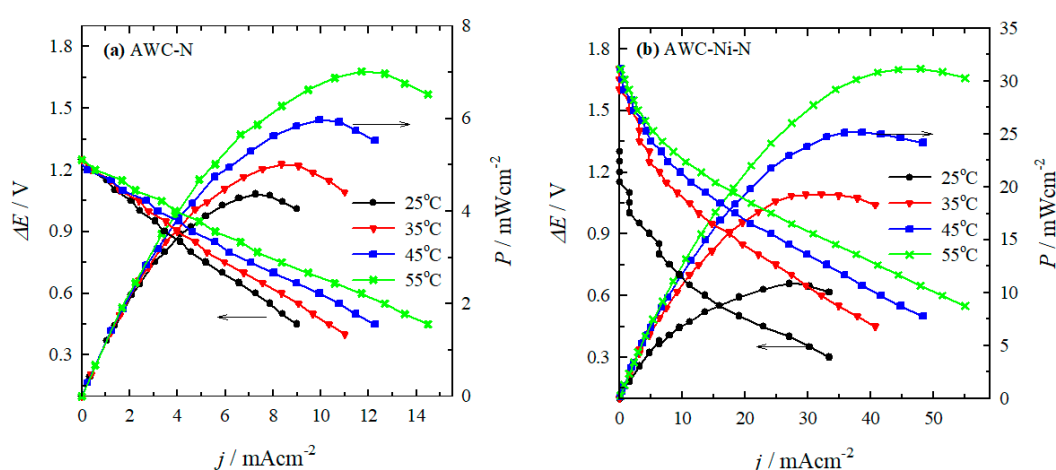 (a) AWC-N
ΔE / V
1.8
1.5
1.2
0.9
0.6
0.3
8
6
4
2
0
P / mWcm-2
25°C
35°C
45°C
55°C
0 2 4 6 8 10 12 14
j / mAcm-2
(b) AWC-Ni-N
ΔE / V
1.8
1.5
1.2
0.9
0.6
0.3
35
30
25
20
15
10
5
0
P / mWcm-2
25°C
35°C
45°C
55°C
0 10 20 30 40 50
j / mAcm-2